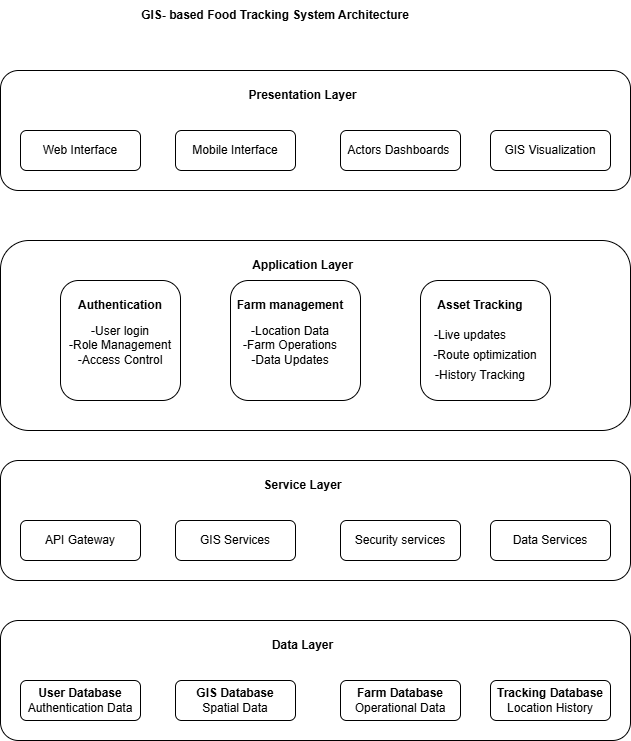 GIS- based Food Tracking System Architecture
Presentation Layer
Web Interface
Mobile Interface
Actors Dashboards
GIS Visualization
Application Layer
Authentication
-User login
-Role Management
-Access Control
Farm management
-Location Data
-Farm Operations
-Data Updates
Asset Tracking
-Live updates
-Route optimization
-History Tracking
Service Layer
API Gateway
GIS Services
Security services
Data Services
Data Layer
User Database
Authentication Data
GIS Database
Spatial Data
Farm Database
Operational Data
Tracking Database
Location History